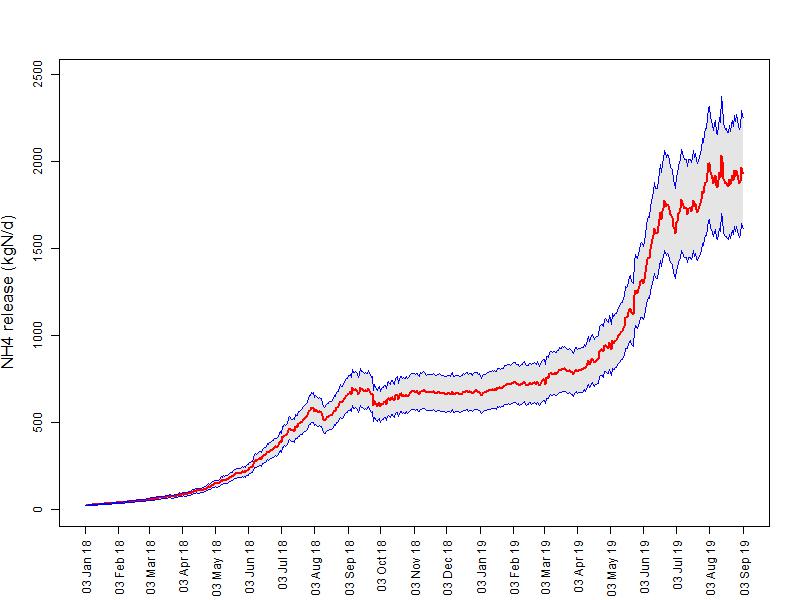 NH4 release (kgN/d)
2500
2000
1500
1000
500
0
03 Jan 18
03 Feb 18
03 Mar 18
03 Apr 18
03 May 18
03 Jun 18
03 Jul 18
03 Aug 18
03 Sep 18
03 Oct 18
03 Nov 18
03 Dec 18
03 Jan 19
03 Feb 19
03 Mar 19
03 Apr 19
03 May 19
03 Jun 19
03 Jul 19
03 Aug 19
03 Sep 19